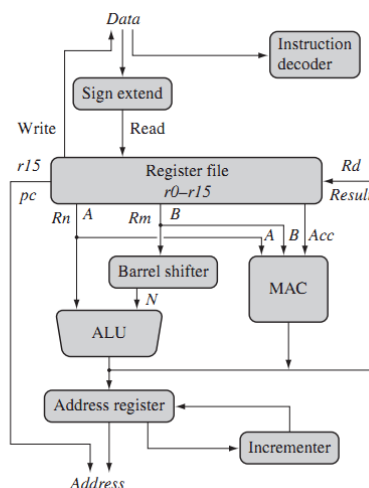 Data
Instruction
decoder
Sign extend
Write
Read
r15
Register file
Rd
pc
r0–r15
Result
Rn A
Rm B
A B Acc
Barrel shifter
MAC
N
ALU
Address register
Incrementer
Address